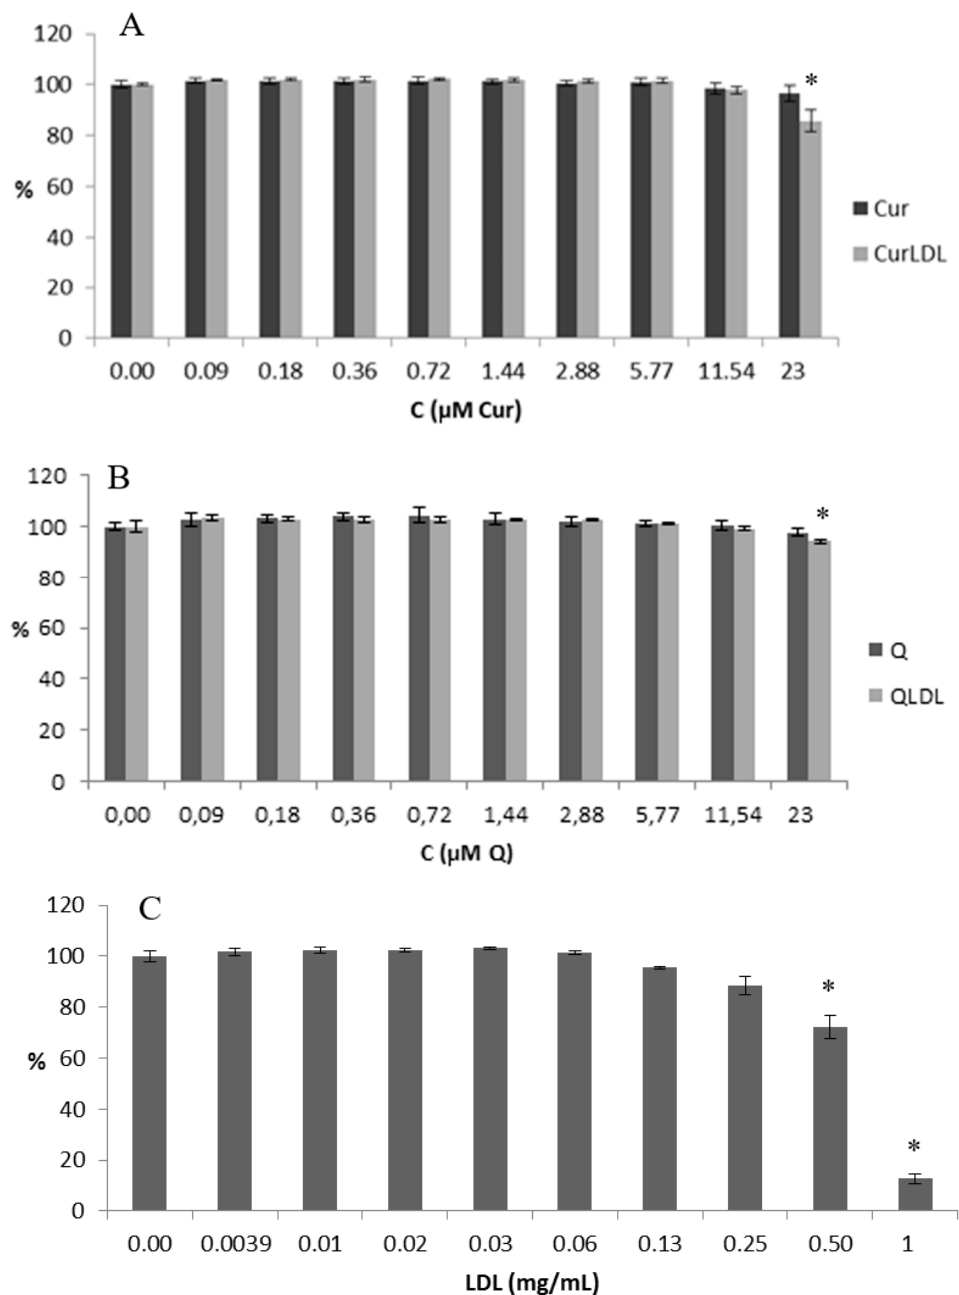 A
120
100
80
% 60
40
20
0
*
Cur
CurLDL
0.00 0.09 0.18 0.36 0.72 1.44 2.88 5.77 11.54 23
C (µM Cur)
B
120
100
80
% 60
40
20
0
*
Q
QLDL
0,00 0,09 0,18 0,36 0,72 1,44 2,88 5,77 11,54 23
C (µM Q)
C
120
100
80
% 60
40
20
0
*
*
0.00 0.0039 0.01 0.02 0.03 0.06 0.13 0.25 0.50 1
LDL (mg/mL)